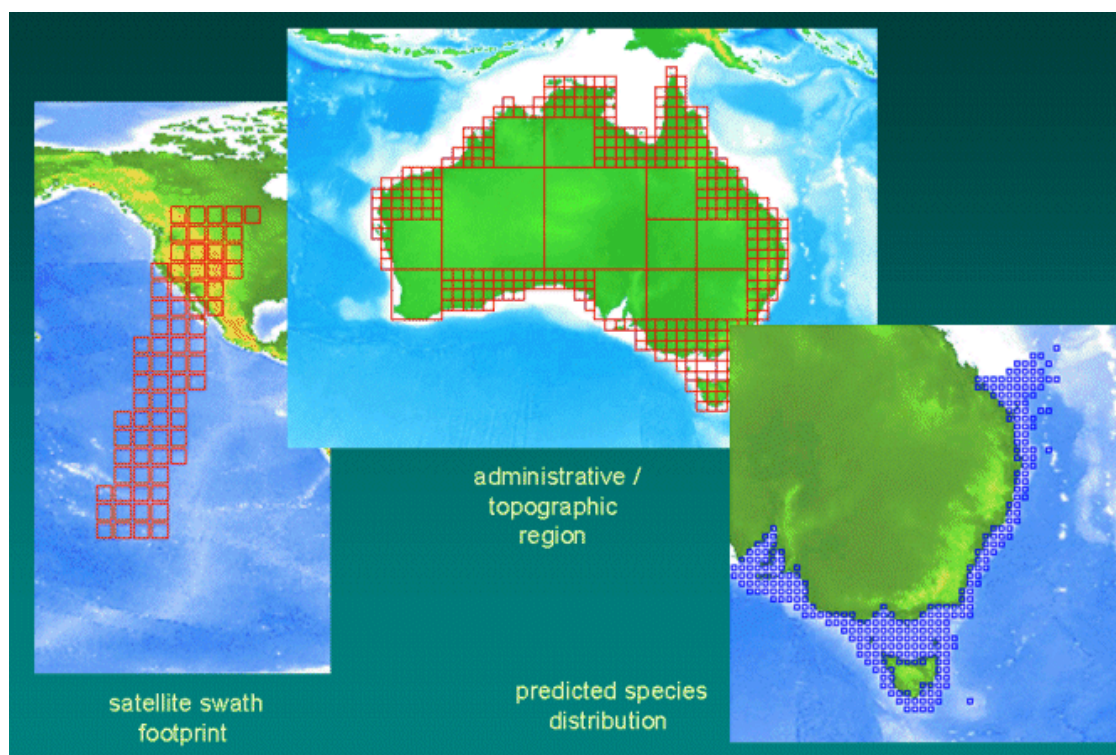 administrative /
topographic
region
satellite swath
footprint
predicted species
distribution